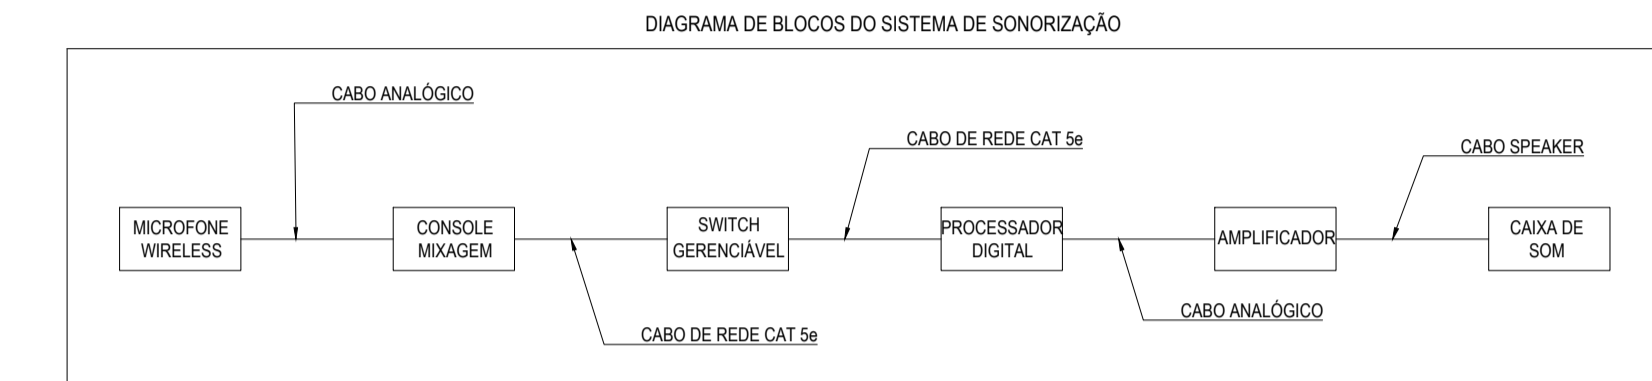 DIAGRAMA DE BLOCOS DO SISTEMA DE SONORIZAÇÃO
CABO ANALÓGICO
CABO DE REDE CAT 5e
CABO SPEAKER
MICROFONE
WIRELESS
CONSOLE
MIXAGEM
SWITCH
GERENCIÁVEL
PROCESSADOR
DIGITAL
AMPLIFICADOR
CAIXA DE
SOM
CABO ANALÓGICO
CABO DE REDE CAT 5e